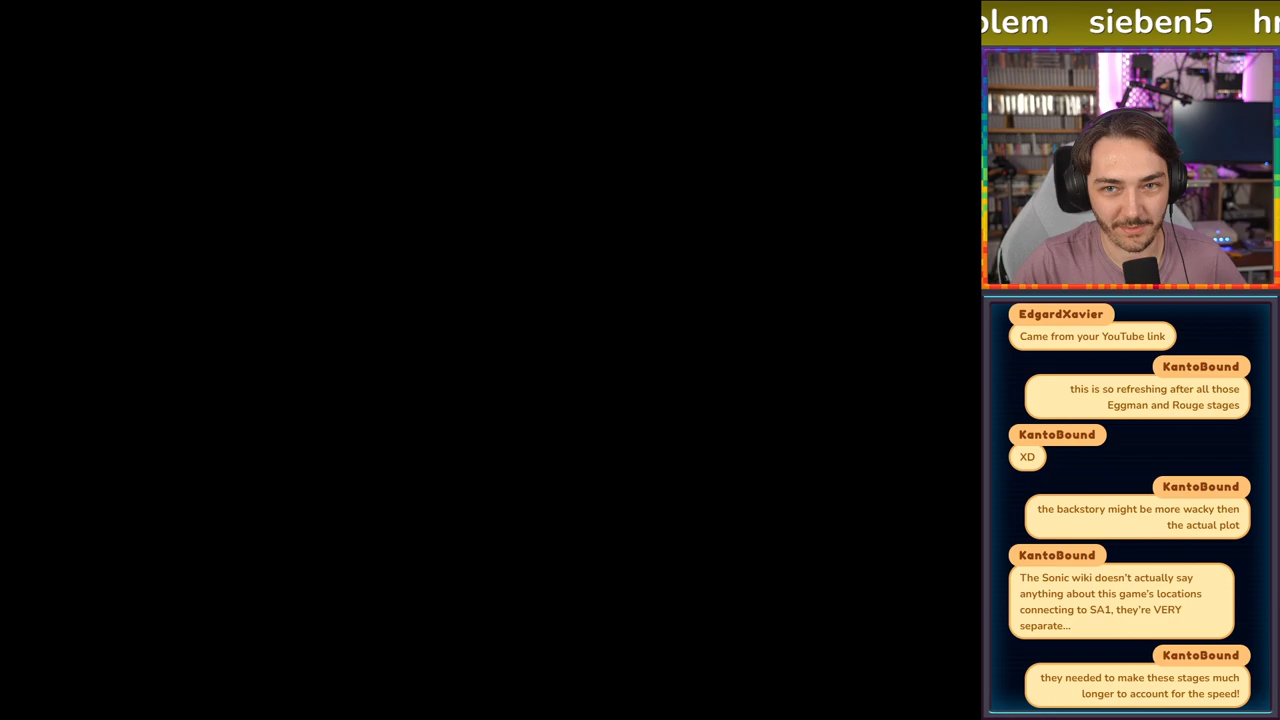 sieben5
EdgardXavier
Came from your YouTube link
KantoBound
this is so refreshing after all those
Eggman and Rouge stages
KantoBound
XD
KantoBound
the backstory might be more wacky then
the actual plot
KantoBound
The Sonic wiki doesn't actually say
anything about this game's locations
connecting to SA1, they're VERY
separate...
KantoBound
they needed to make these stages much
longer to account for the speed!